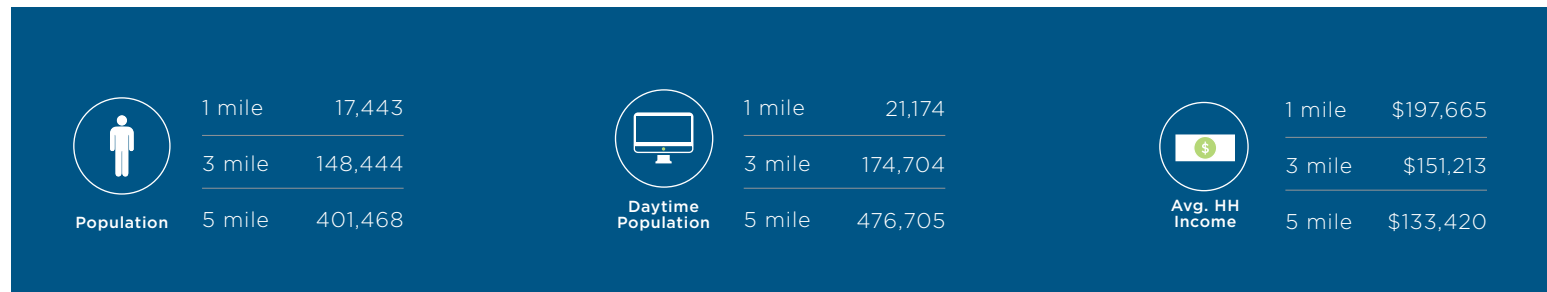 1 mile 17,443
3 mile 148,444
5 mile 401,468
Population
1 mile 21,174
3 mile 174,704
5 mile 476,705
Daytime
Population
$
1 mile $197,665
3 mile $151,213
5 mile $133,420
Avg. HH
Income